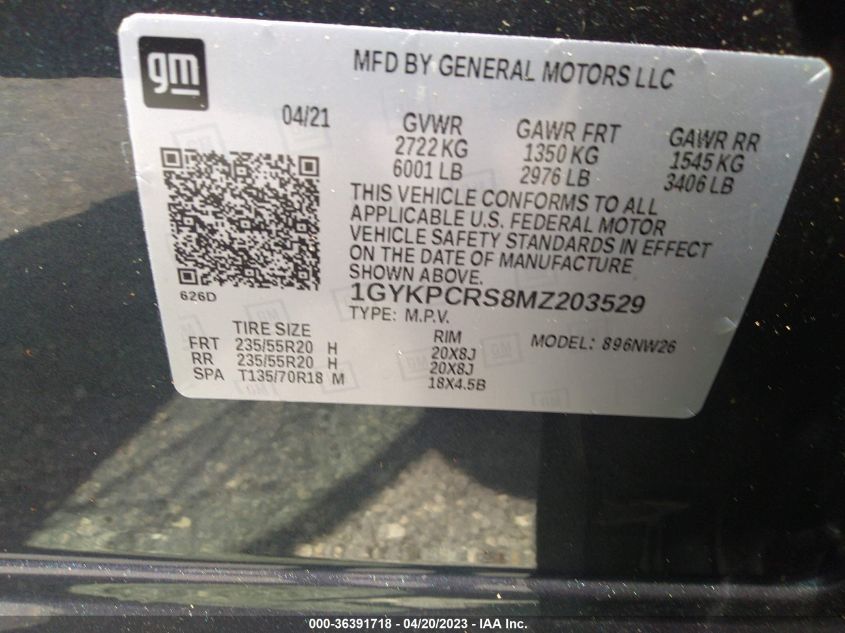 gm
MFD BY GENERAL MOTORS LLC
04/21
GVWR
2722 KG
6001 LB
GAWR FRT
1350 KG
2976 LB
GAWR RR
1545 KG
3406 LB
THIS VEHICLE CONFORMS TO ALL
APPLICABLE U.S. FEDERAL MOTOR
VEHICLE SAFETY STANDARDS IN EFFECT
ON THE DATE OF MANUFACTURE
SHOWN ABOVE.
626D
1GYKPCRS8MZ203529
TYPE: M.P.V.
TIRE SIZE RIM MODEL: 896NW26
FRT 235/55R20 H 20X8J
RR 235/55R20 H 20X8J
SPA T135/70R18 M 18X4.5B
000-36391718 - 04/20/2023 - IAA Inc.